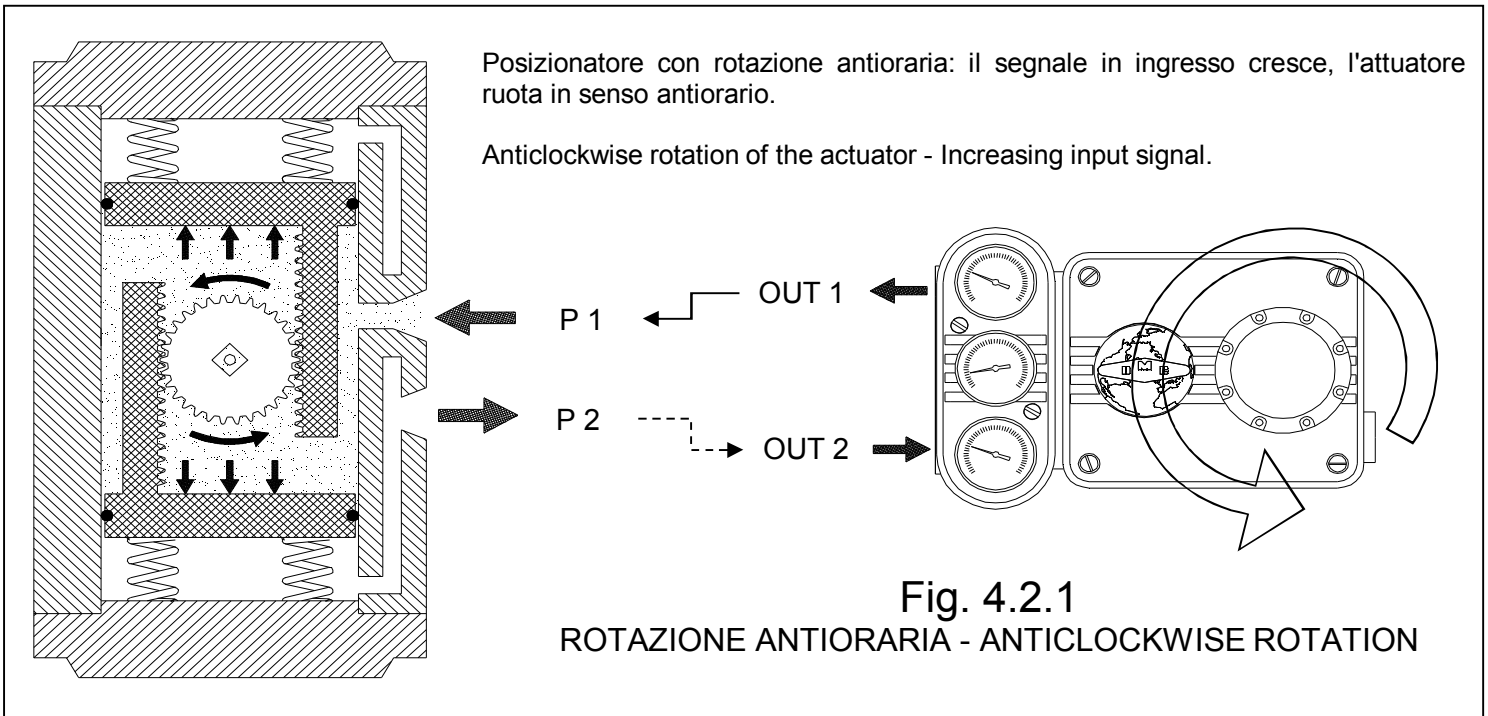 Posizionatore con rotazione antioraria: il segnale in ingresso cresce, l'attuatore
ruota in senso antiorario.
Anticlockwise rotation of the actuator - Increasing input signal.
P 1
OUT 1
P 2
OUT 2
Fig. 4.2.1
ROTAZIONE ANTIORARIA - ANTICLOCKWISE ROTATION